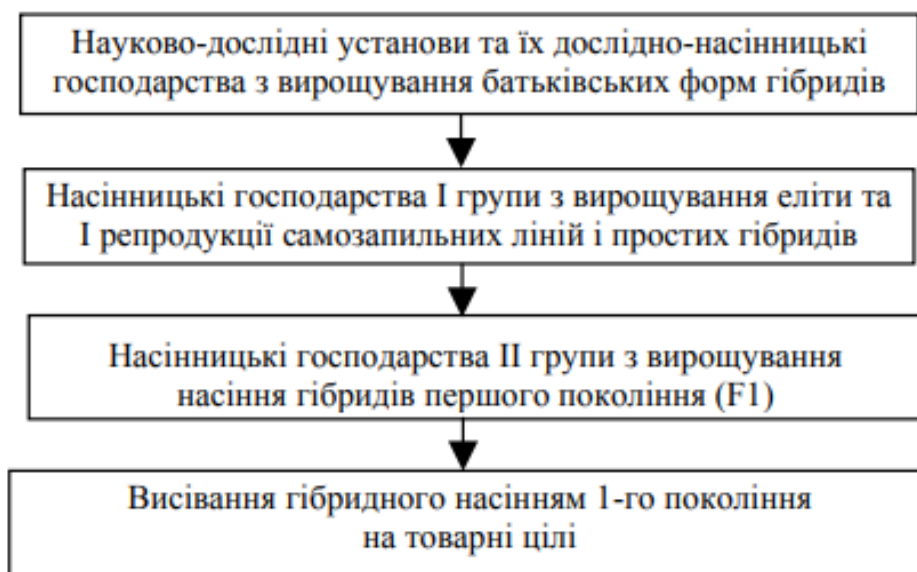 Науково-дослідні установи та їх дослідно-насінницькі
господарства з вирощування батьківських форм гібридів
Насінницькі господарства І групи з вирощування еліти та
І репродукції самозапильних ліній і простих гібридів
Насінницькі господарства ІІ групи з вирощування
насіння гібридів першого покоління (F1)
Висівання гібридного насінням 1-го покоління
на товарні цілі